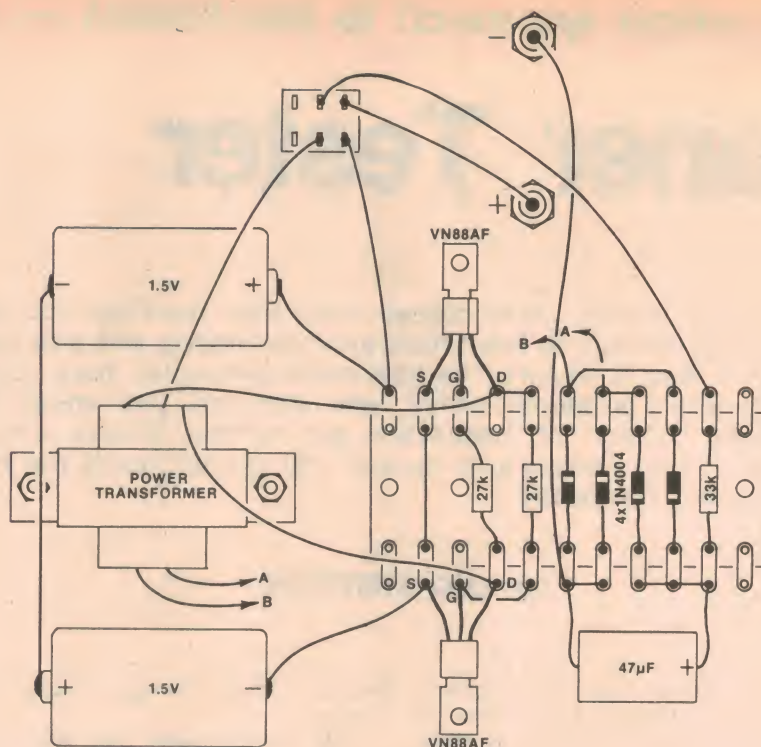 −
+
VN88AF
− 1.5V +
B A
S G D
POWER
TRANSFORMER
27k
27k
4x1N4004
33k
A
B
S G D
+ 1.5V −
47µF +
VN88AF